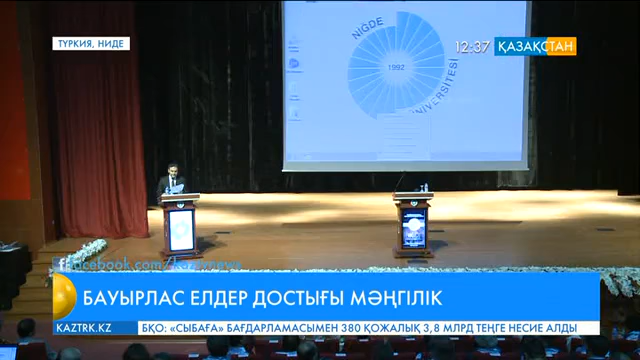 ТҮРКИЯ, НИДЕ
NİĞDE
ÜNİVERSİTESİ
1992
12:37 ҚАЗАҚСТАН
facebook.com/kaznews
БАУЫРЛАС ЕЛДЕР ДОСТЫҒЫ МӘҢГІЛІК
KAZTRK.KZ
БҚО: «СЫБАҒА» БАҒДАРЛАМАСЫМЕН 380 ҚОЖАЛЫҚ 3,8 МЛРД ТЕҢГЕ НЕСИЕ АЛДЫ